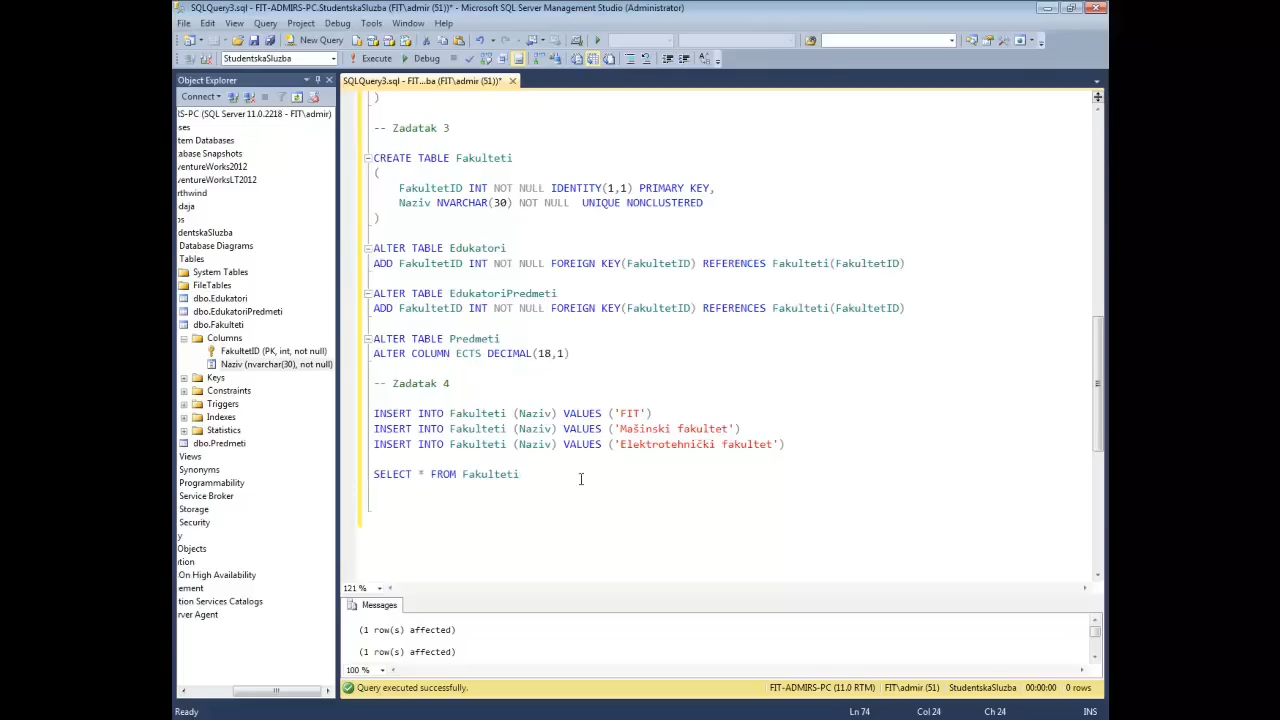 SQLQuery3.sql - FIT-ADMIRS-PC.StudentskaSluzba (FIT\admir (51))* - Microsoft SQL Server Management Studio (Administrator)
File Edit View Query Project Debug Tools Window Help
New Query
StudentskaSluzba Execute Debug
Object Explorer
SQLQuery3.sql - FIT...ba (FIT\admir (51))*
Connect
RS-PC (SQL Server 11.0.2218 - FIT\admir)
ses
tem Databases
abase Snapshots
ventureWorks2012
ventureWorksLT2012
rthwind
daja
os
udentskaSluzba
Database Diagrams
Tables
System Tables
FileTables
dbo.Edukatori
dbo.EdukatoriPredmeti
dbo.Fakulteti
Columns
FakultetID (PK, int, not null)
Naziv (nvarchar(30), not null)
Keys
Constraints
Triggers
Indexes
Statistics
dbo.Predmeti
Views
Synonyms
Programmability
Service Broker
Storage
Security
y
Objects
ation
On High Availability
ement
tion Services Catalogs
rver Agent
)
-- Zadatak 3
CREATE TABLE Fakulteti
(
FakultetID INT NOT NULL IDENTITY(1,1) PRIMARY KEY,
Naziv NVARCHAR(30) NOT NULL UNIQUE NONCLUSTERED
)
ALTER TABLE Edukatori
ADD FakultetID INT NOT NULL FOREIGN KEY(FakultetID) REFERENCES Fakulteti(FakultetID)
ALTER TABLE EdukatoriPredmeti
ADD FakultetID INT NOT NULL FOREIGN KEY(FakultetID) REFERENCES Fakulteti(FakultetID)
ALTER TABLE Predmeti
ALTER COLUMN ECTS DECIMAL(18,1)
-- Zadatak 4
INSERT INTO Fakulteti (Naziv) VALUES ('FIT')
INSERT INTO Fakulteti (Naziv) VALUES ('Mašinski fakultet')
INSERT INTO Fakulteti (Naziv) VALUES ('Elektrotehnički fakultet')
SELECT * FROM Fakulteti
121 %
Messages
(1 row(s) affected)
(1 row(s) affected)
100 %
Query executed successfully. FIT-ADMIRS-PC (11.0 RTM) FIT\admir (51) StudentskaSluzba 00:00:00 0 rows
Ready Ln 74 Col 24 Ch 24 INS